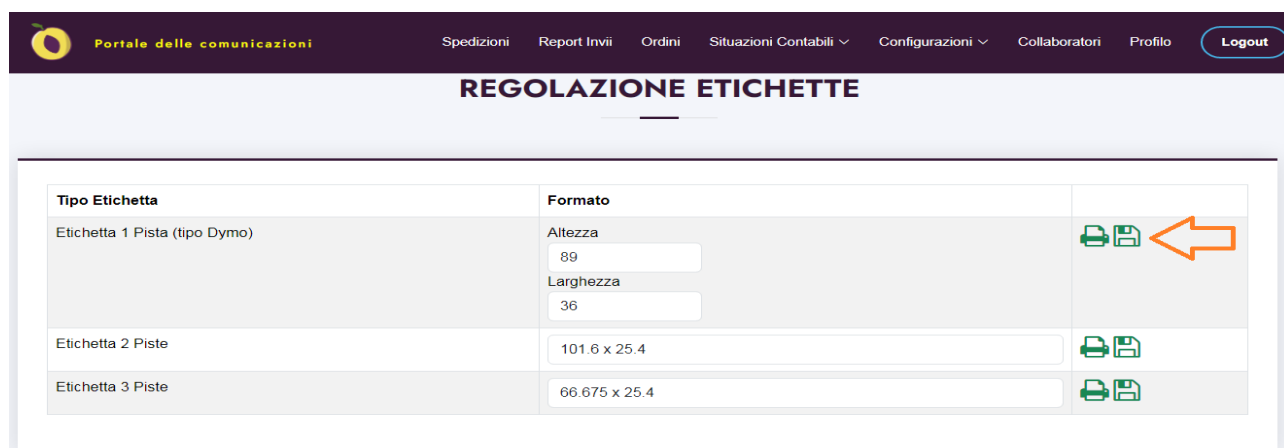 Portale delle comunicazioni
Spedizioni Report Invii Ordini Situazioni Contabili Configurazioni Collaboratori Profilo Logout
REGOLAZIONE ETICHETTE
Tipo Etichetta Formato
Etichetta 1 Pista (tipo Dymo) Altezza
89
Larghezza
36
Etichetta 2 Piste 101.6 x 25.4
Etichetta 3 Piste 66.675 x 25.4